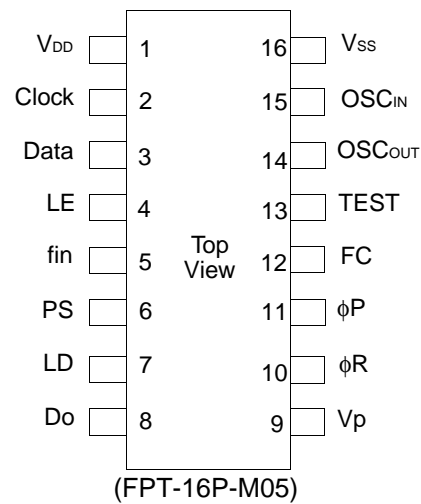 VDD 1 16 VSS
Clock 2 15 OSCIN
Data 3 14 OSCOUT
LE 4 13 TEST
Top
View
fin 5 12 FC
PS 6 11 ϕP
LD 7 10 ϕR
Do 8 9 Vp
(FPT-16P-M05)